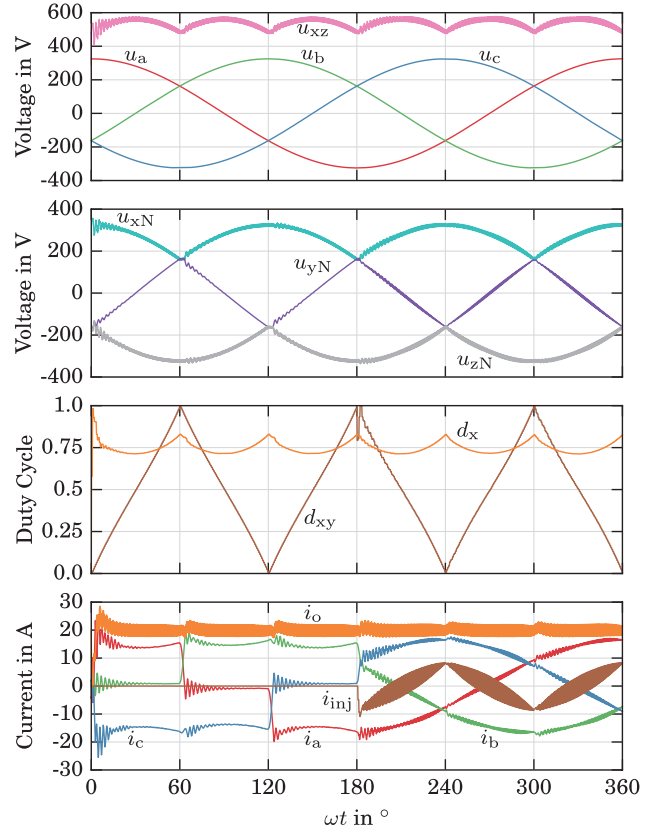 600
400
200
0
-200
-400
Voltage in V
u_xz
u_a
u_b
u_c
400
200
0
-200
-400
Voltage in V
u_xN
u_yN
u_zN
1.0
0.75
0.5
0.25
0.0
Duty Cycle
d_x
d_xy
30
20
10
0
-10
-20
-30
Current in A
i_o
i_inj
i_c
i_a
i_b
0 60 120 180 240 300 360
ωt in °